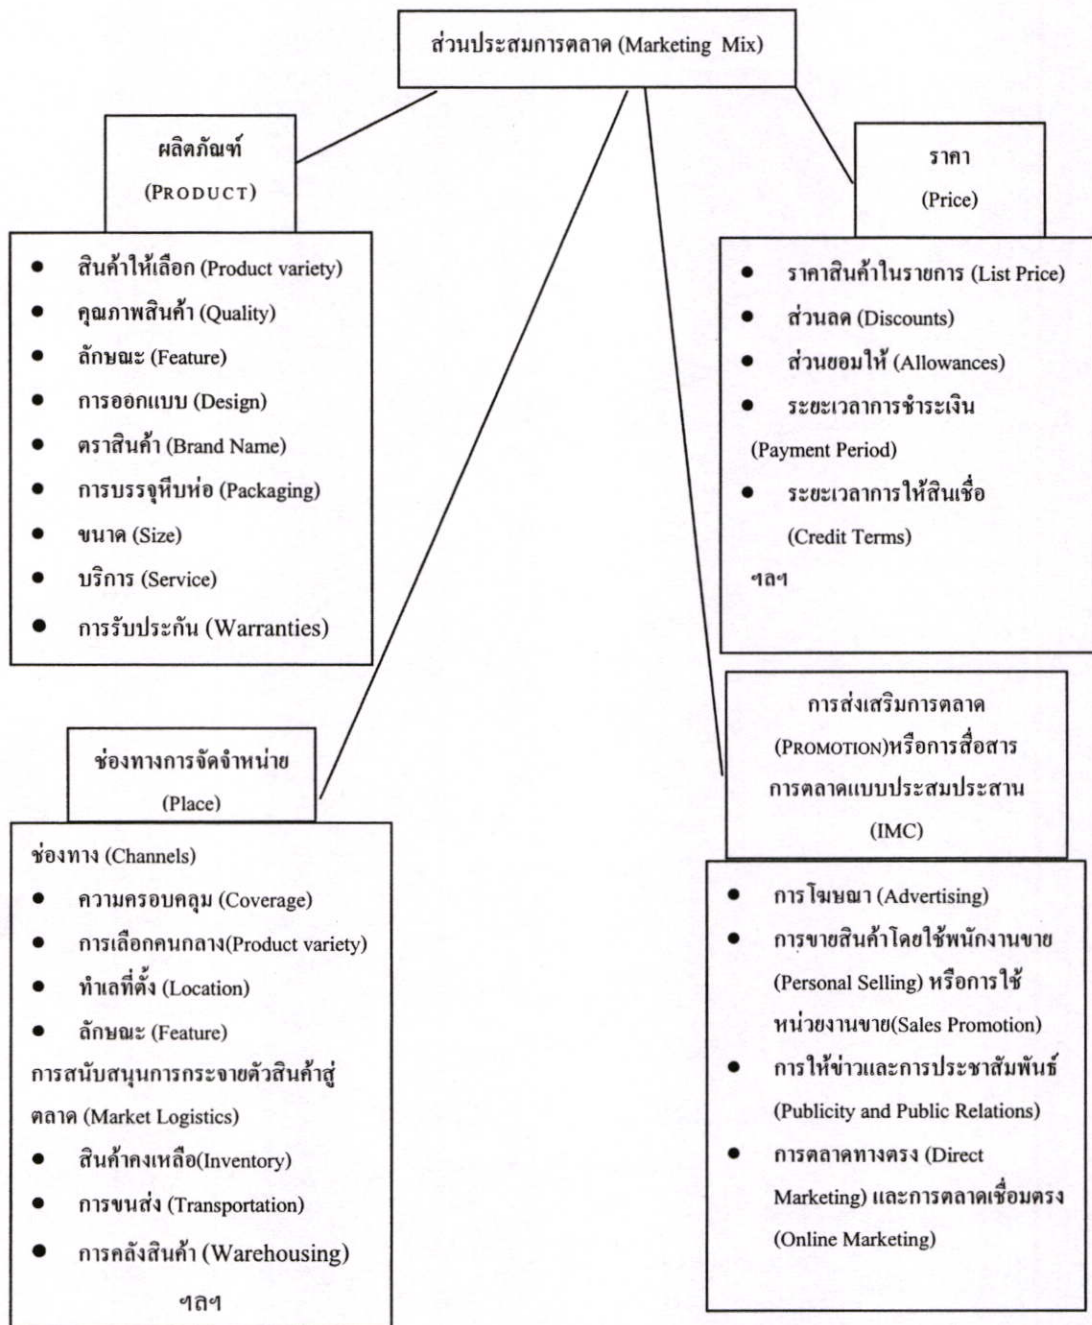 ส่วนประสมการตลาด (Marketing Mix)
ผลิตภัณฑ์
(PRODUCT)
• สินค้าให้เลือก (Product variety)
• คุณภาพสินค้า (Quality)
• ลักษณะ (Feature)
• การออกแบบ (Design)
• ตราสินค้า (Brand Name)
• การบรรจุหีบห่อ (Packaging)
• ขนาด (Size)
• บริการ (Service)
• การรับประกัน (Warranties)
ราคา
(Price)
• ราคาสินค้าในรายการ (List Price)
• ส่วนลด (Discounts)
• ส่วนยอมให้ (Allowances)
• ระยะเวลาการชำระเงิน
(Payment Period)
• ระยะเวลาการให้สินเชื่อ
(Credit Terms)
ฯลฯ
ช่องทางการจัดจำหน่าย
(Place)
ช่องทาง (Channels)
• ความครอบคลุม (Coverage)
• การเลือกคนกลาง(Product variety)
• ทำเลที่ตั้ง (Location)
• ลักษณะ (Feature)
การสนับสนุนการกระจายตัวสินค้าสู่
ตลาด (Market Logistics)
• สินค้าคงเหลือ(Inventory)
• การขนส่ง (Transportation)
• การคลังสินค้า (Warehousing)
ฯลฯ
การส่งเสริมการตลาด
(PROMOTION)หรือการสื่อสาร
การตลาดแบบประสมประสาน
(IMC)
• การโฆษณา (Advertising)
• การขายสินค้าโดยใช้พนักงานขาย
(Personal Selling) หรือการใช้
หน่วยงานขาย(Sales Promotion)
• การให้ข่าวและการประชาสัมพันธ์
(Publicity and Public Relations)
• การตลาดทางตรง (Direct
Marketing) และการตลาดเชื่อมตรง
(Online Marketing)